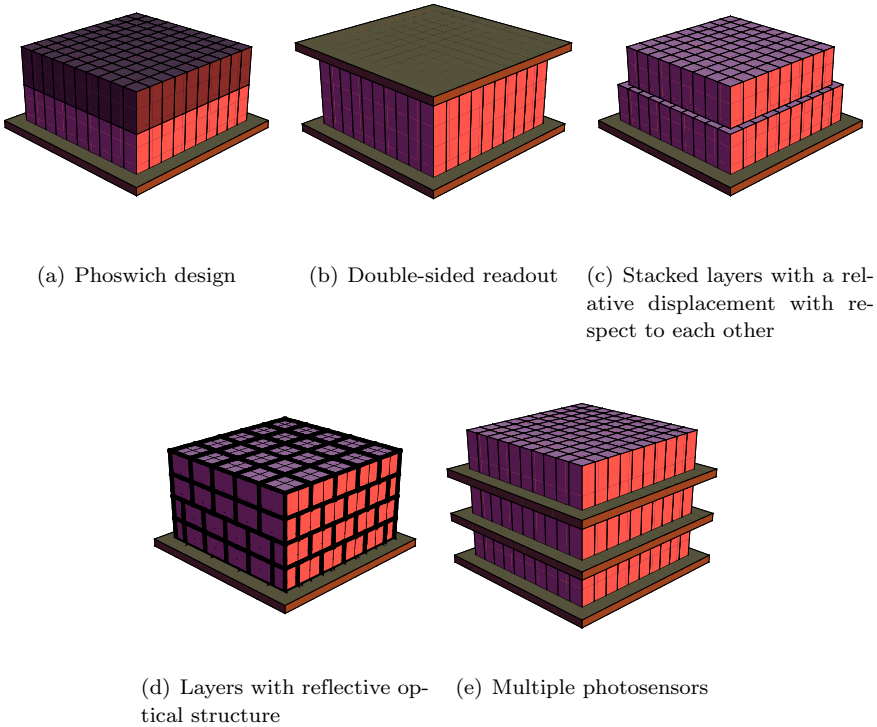 (a) Phoswich design
(b) Double-sided readout
(c) Stacked layers with a rel-
ative displacement with re-
spect to each other
(d) Layers with reflective op-
tical structure
(e) Multiple photosensors